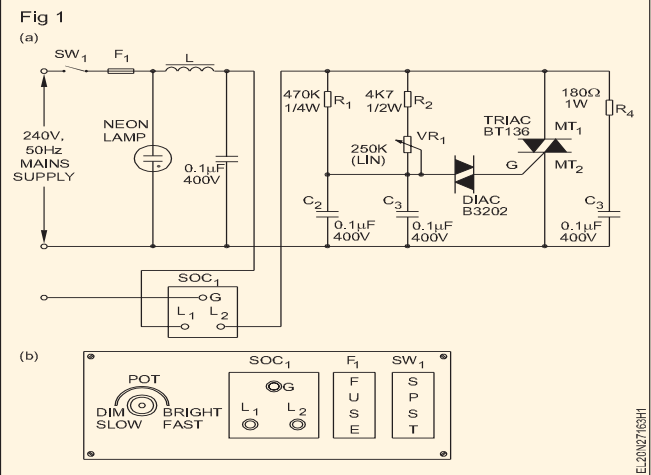 Fig 1
(a)
SW1
F1
L
240V,
50Hz
MAINS
SUPPLY
NEON
LAMP
0.1µF
400V
470K
1/4W
R1
4K7
1/2W
R2
VR1
250K
(LIN)
TRIAC
BT136
MT1
MT2
G
DIAC
B3202
180Ω
1W
R4
C2
0.1µF
400V
C3
0.1µF
400V
C3
0.1µF
400V
SOC1
G
L1
L2
(b)
POT
DIM
SLOW
BRIGHT
FAST
SOC1
G
L1
L2
F1
FUSE
SW1
SPST
EL20N27163H1